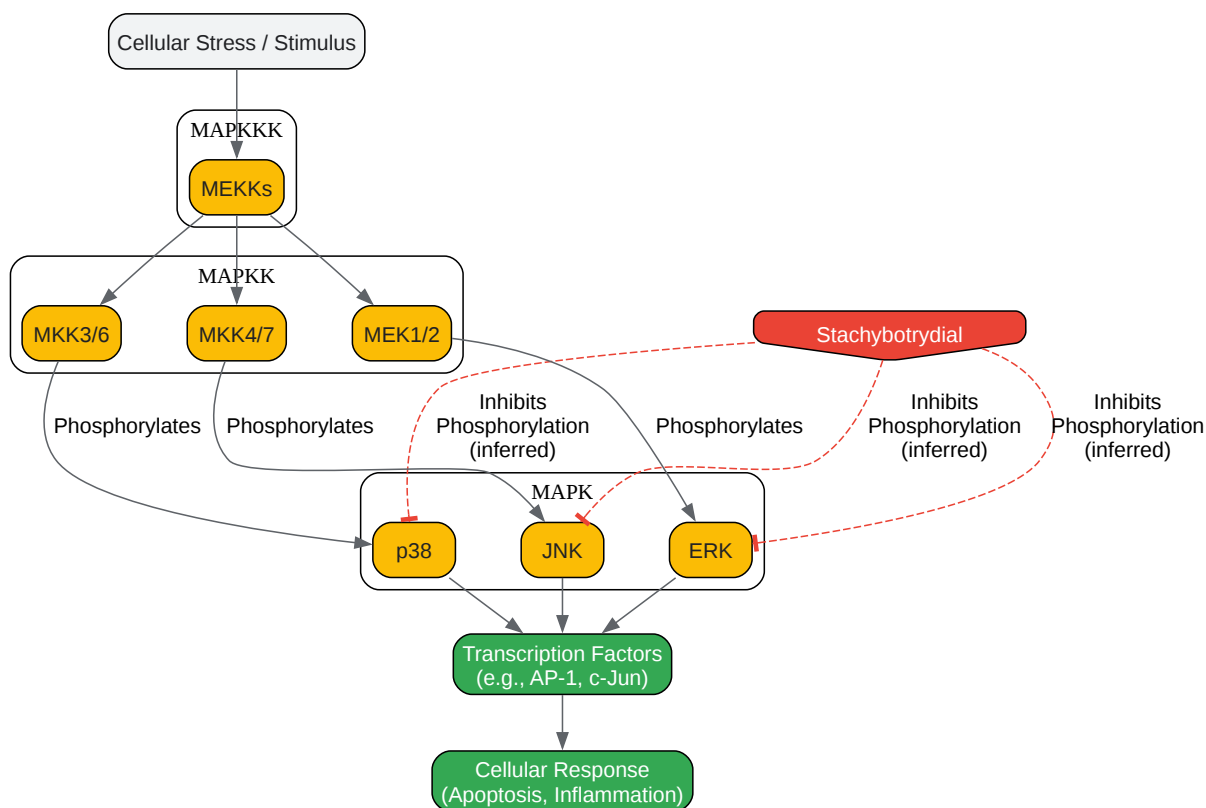 Cellular Stress / Stimulus
MAPKKK
MEKKs
MAPKK
MKK3/6
MKK4/7
MEK1/2
Stachybotrydial
Phosphorylates
Phosphorylates
Inhibits
Phosphorylation
(inferred)
Phosphorylates
Inhibits
Phosphorylation
(inferred)
Inhibits
Phosphorylation
(inferred)
MAPK
p38
JNK
ERK
Transcription Factors
(e.g., AP-1, c-Jun)
Cellular Response
(Apoptosis, Inflammation)